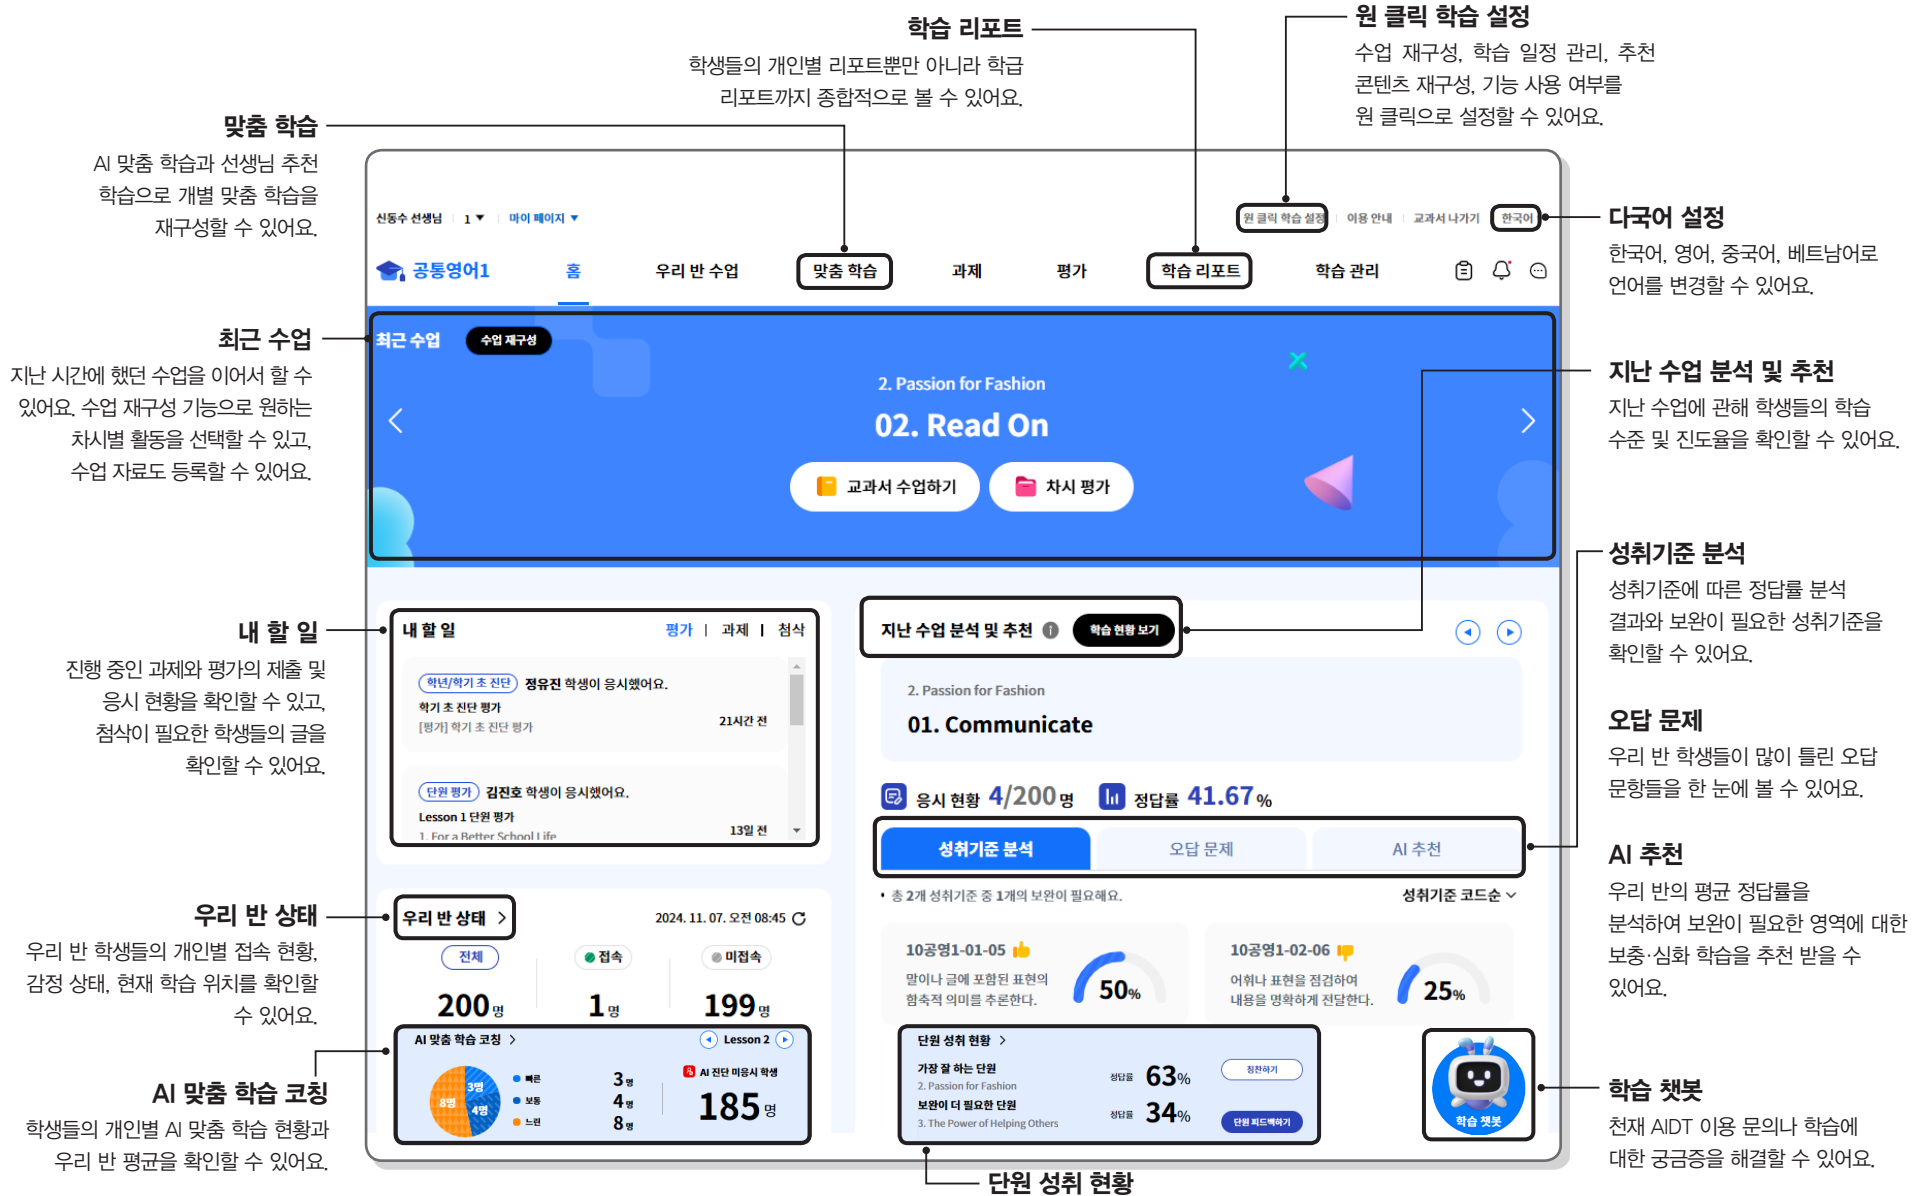 학습 리포트
학생들의 개인별 리포트뿐만 아니라 학급
리포트까지 종합적으로 볼 수 있어요.
원 클릭 학습 설정
수업 재구성, 학습 일정 관리, 추천
콘텐츠 재구성, 기능 사용 여부를
원 클릭으로 설정할 수 있어요.
맞춤 학습
AI 맞춤 학습과 선생님 추천
학습으로 개별 맞춤 학습을
재구성할 수 있어요.
신동수 선생님 | 1 ▼ | 마이 페이지 ▼
원 클릭 학습 설정 | 이용 안내 | 교과서 나가기 | 한국어
다국어 설정
한국어, 영어, 중국어, 베트남어로
언어를 변경할 수 있어요.
공통영어1 홈 우리 반 수업 맞춤 학습 과제 평가 학습 리포트 학습 관리
최근 수업
지난 시간에 했던 수업을 이어서 할 수
있어요. 수업 재구성 기능으로 원하는
차시별 활동을 선택할 수 있고,
수업 자료도 등록할 수 있어요.
최근 수업 수업 재구성
2. Passion for Fashion
02. Read On
교과서 수업하기 차시 평가
지난 수업 분석 및 추천
지난 수업에 관해 학생들의 학습
수준 및 진도율을 확인할 수 있어요.
성취기준 분석
성취기준에 따른 정답률 분석
결과와 보완이 필요한 성취기준을
확인할 수 있어요.
내 할 일
진행 중인 과제와 평가의 제출 및
응시 현황을 확인할 수 있고,
첨삭이 필요한 학생들의 글을
확인할 수 있어요.
내 할 일 평가 | 과제 | 첨삭
학년/학기 초 진단 정유진 학생이 응시했어요.
학기 초 진단 평가
[평가] 학기 초 진단 평가
21시간 전
단원 평가 김진호 학생이 응시했어요.
Lesson 1 단원 평가
1. For a Better School Life
13일 전
지난 수업 분석 및 추천 학습 현황 보기
2. Passion for Fashion
01. Communicate
응시 현황 4/200 명 정답률 41.67 %
성취기준 분석 오답 문제 AI 추천
• 총 2개 성취기준 중 1개의 보완이 필요해요.
성취기준 코드순
10공영1-01-05
말이나 글에 포함된 표현의
함축적 의미를 추론한다.
50%
10공영1-02-06
어휘나 표현을 점검하여
내용을 명확하게 전달한다.
25%
오답 문제
우리 반 학생들이 많이 틀린 오답
문항들을 한 눈에 볼 수 있어요.
AI 추천
우리 반의 평균 정답률을
분석하여 보완이 필요한 영역에 대한
보충·심화 학습을 추천 받을 수
있어요.
우리 반 상태
우리 반 학생들의 개인별 접속 현황,
감정 상태, 현재 학습 위치를 확인할
수 있어요.
우리 반 상태 >
2024. 11. 07. 오전 08:45
전체 접속 미접속
200 명 1 명 199 명
AI 맞춤 학습 코칭
학생들의 개인별 AI 맞춤 학습 현황과
우리 반 평균을 확인할 수 있어요.
AI 맞춤 학습 코칭 >
Lesson 2
3명
4명
8명
빠른 3 명
보통 4 명
느린 8 명
AI 진단 미응시 학생
185 명
단원 성취 현황 >
가장 잘 하는 단원
2. Passion for Fashion
정답률 63%
칭찬하기
보완이 더 필요한 단원
3. The Power of Helping Others
정답률 34%
단원 피드백하기
학습 챗봇
학습 챗봇
천재 AIDT 이용 문의나 학습에
대한 궁금증을 해결할 수 있어요.
단원 성취 현황